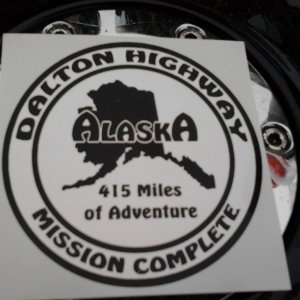 DALTON HIGHWAY
ALASKA
415 Miles
of Adventure
MISSION COMPLETE